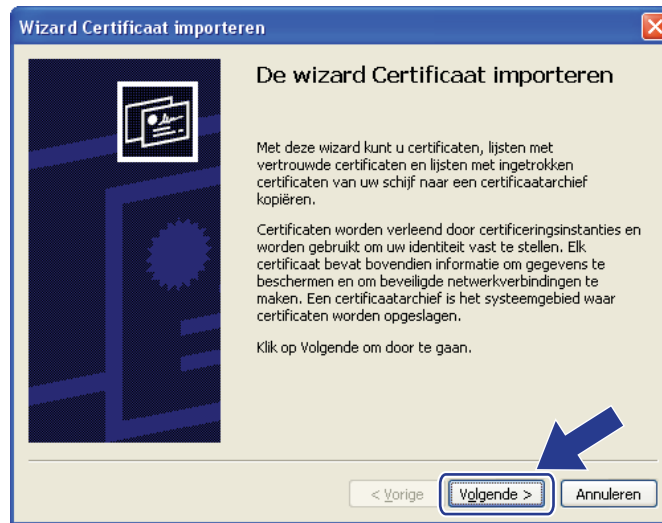 Wizard Certificaat importeren
De wizard Certificaat importeren
Met deze wizard kunt u certificaten, lijsten met
vertrouwde certificaten en lijsten met ingetrokken
certificaten van uw schijf naar een certificaatarchief
kopiëren.
Certificaten worden verleend door certificeringsinstanties en
worden gebruikt om uw identiteit vast te stellen. Elk
certificaat bevat bovendien informatie om gegevens te
beschermen en om beveiligde netwerkverbindingen te
maken. Een certificaatarchief is het systeemgebied waar
certificaten worden opgeslagen.
Klik op Volgende om door te gaan.
< Vorige Volgende > Annuleren